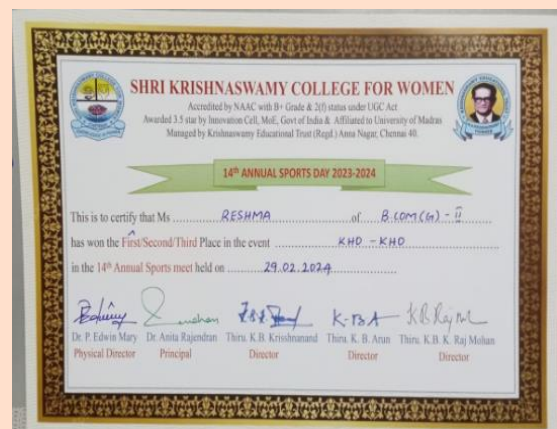 SHRI KRISHNASWAMY COLLEGE FOR WOMEN
Accredited by NAAC with B+ Grade & 2(f) status under UGC Act
Awarded 3.5 star by Innovation Cell, MoE, Govt of India & Affiliated to University of Madras
Managed by Krishnaswamy Educational Trust (Regd.) Anna Nagar, Chennai 40.
14th ANNUAL SPORTS DAY 2023-2024
This is to certify that Ms ............ RESHMA ............ of ...... B.COM(G) - II ......
has won the First/Second/Third Place in the event ............ KHO - KHO ............
in the 14th Annual Sports meet held on ............ 29.02.2024 ............
K.B.A
K.B Raj
Dr. P. Edwin Mary Dr. Anita Rajendran Thiru. K.B. Krisshnanand Thiru. K. B. Arun Thiru. K.B. K. Raj Mohan
Physical Director Principal Director Director Director